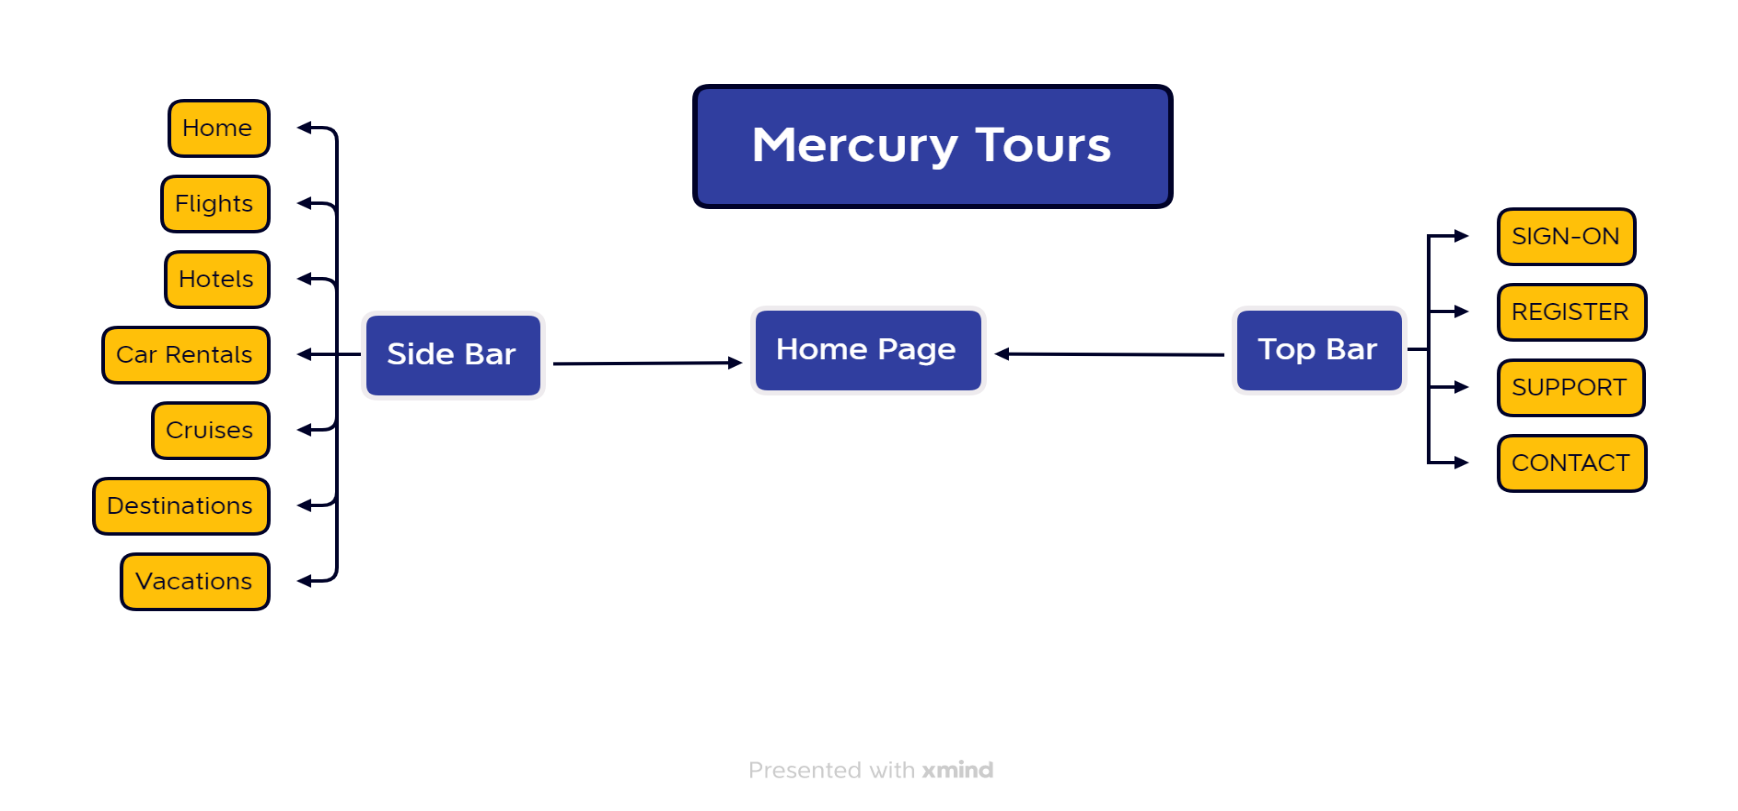 Mercury Tours
Home
Flights
Hotels
Car Rentals
Cruises
Destinations
Vacations
Side Bar
Home Page
Top Bar
SIGN-ON
REGISTER
SUPPORT
CONTACT
Presented with xmind